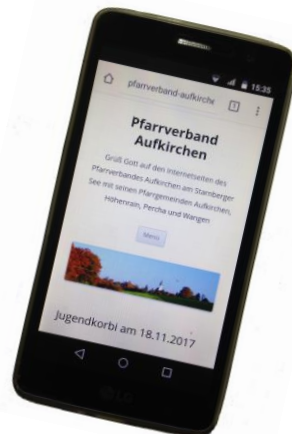 15:35
pfarrverband-aufkirche
1
Pfarrverband
Aufkirchen
Grüß Gott auf den Internetseiten des
Pfarrverbandes Aufkirchen am Starnberger
See mit seinen Pfarrgemeinden Aufkirchen,
Höhenrain, Percha und Wangen
Menü
Jugendkorbi am 18.11.2017
LG